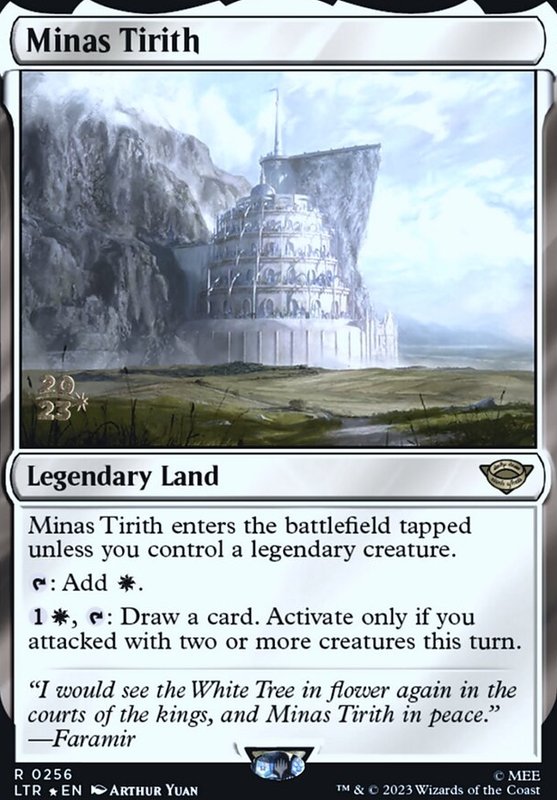 Minas Tirith
20
23
Legendary Land
Minas Tirith enters the battlefield tapped
unless you control a legendary creature.
: Add .
1 , : Draw a card. Activate only if you
attacked with two or more creatures this turn.
“I would see the White Tree in flower again in the
courts of the kings, and Minas Tirith in peace.”
—Faramir
R 0256
LTR ★ EN Arthur Yuan
© MEE
™ & © 2023 Wizards of the Coast